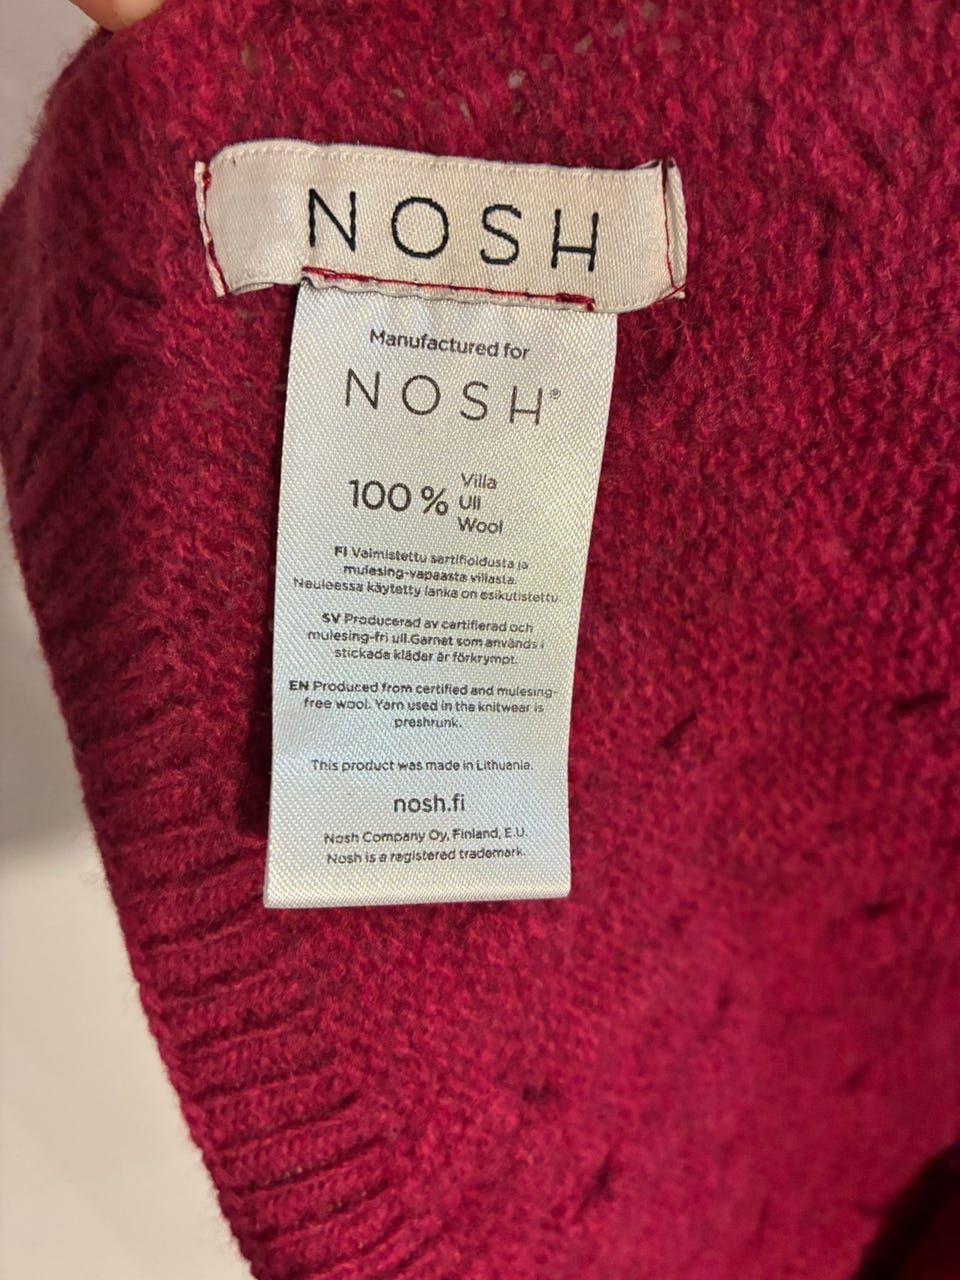 NOSH
Manufactured for
NOSH®
100 %
Villa
Ull
Wool
FI Valmistettu sertifioidusta ja
mulesing-vapaasta villasta.
Neuleessa käytetty lanka on esikutistettu
SV Producerad av certifierad och
mulesing-fri ull.Garnet som används i
stickade kläder är förkrympt.
EN Produced from certified and mulesing-
free wool. Yarn used in the knitwear is
preshrunk.
This product was made in Lithuania.
nosh.fi
Nosh Company Oy, Finland, E.U.
Nosh is a registered trademark.